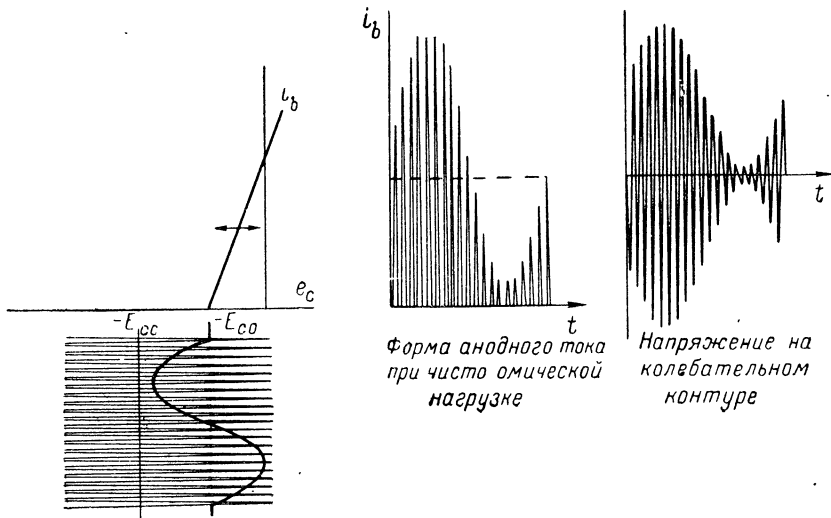 i_b
e_c
-E_cc
-E_co
i_b
t
Форма анодного тока
при чисто омической
нагрузке
t
Напряжение на
колебательном
контуре